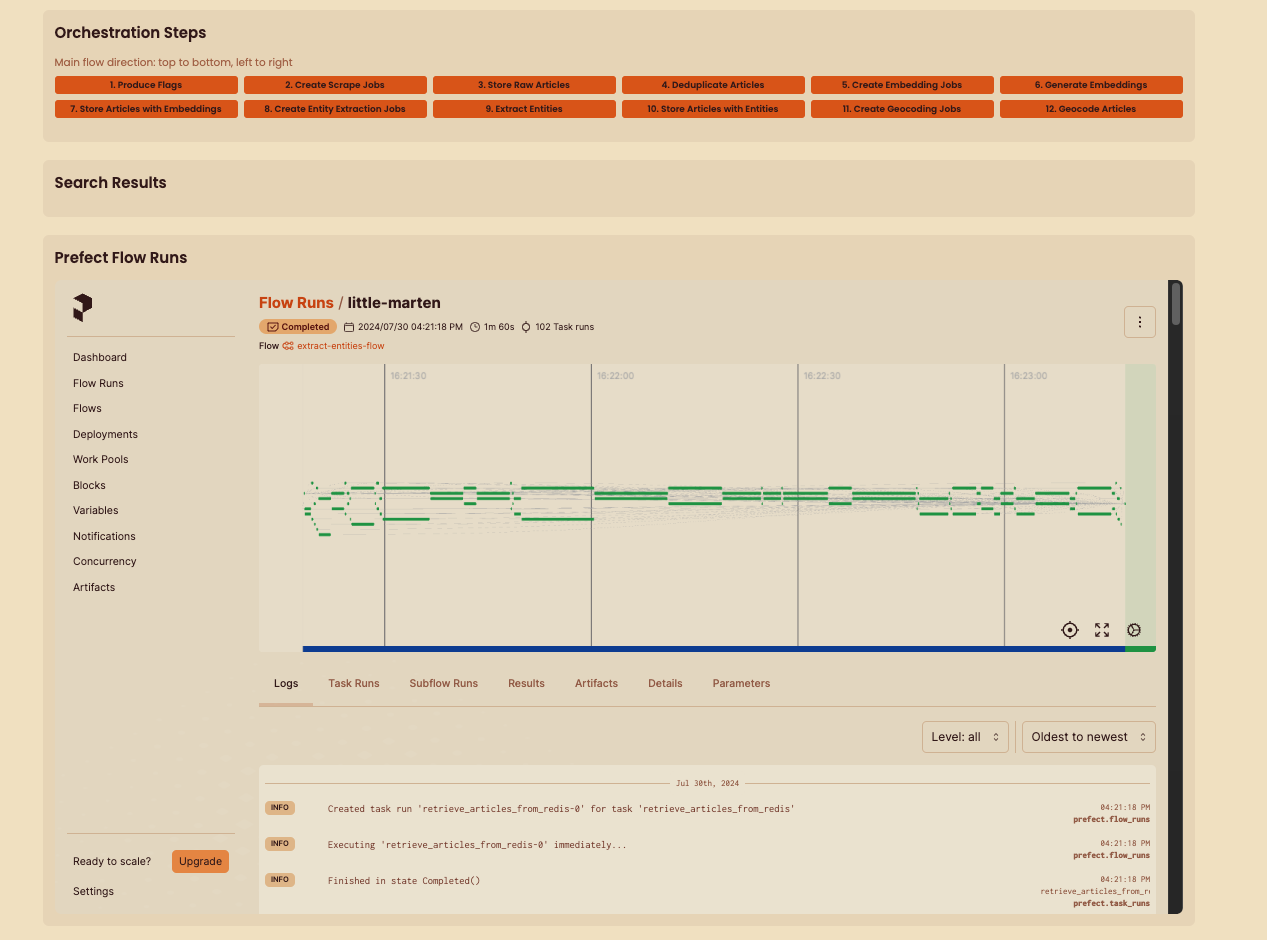 Orchestration Steps
Main flow direction: top to bottom, left to right
1. Produce Flags
2. Create Scrape Jobs
3. Store Raw Articles
4. Deduplicate Articles
5. Create Embedding Jobs
6. Generate Embeddings
7. Store Articles with Embeddings
8. Create Entity Extraction Jobs
9. Extract Entities
10. Store Articles with Entities
11. Create Geocoding Jobs
12. Geocode Articles
Search Results
Prefect Flow Runs
Dashboard
Flow Runs
Flows
Deployments
Work Pools
Blocks
Variables
Notifications
Concurrency
Artifacts
Ready to scale? Upgrade
Settings
Flow Runs / little-marten
Completed 2024/07/30 04:21:18 PM 1m 60s 102 Task runs
Flow extract-entities-flow
16:21:30 16:22:00 16:22:30 16:23:00
Logs Task Runs Subflow Runs Results Artifacts Details Parameters
Level: all Oldest to newest
Jul 30th, 2024
INFO Created task run 'retrieve_articles_from_redis-0' for task 'retrieve_articles_from_redis' 04:21:18 PM
prefect.flow_runs
INFO Executing 'retrieve_articles_from_redis-0' immediately... 04:21:18 PM
prefect.flow_runs
INFO Finished in state Completed() 04:21:18 PM
retrieve_articles_from_r
prefect.task_runs